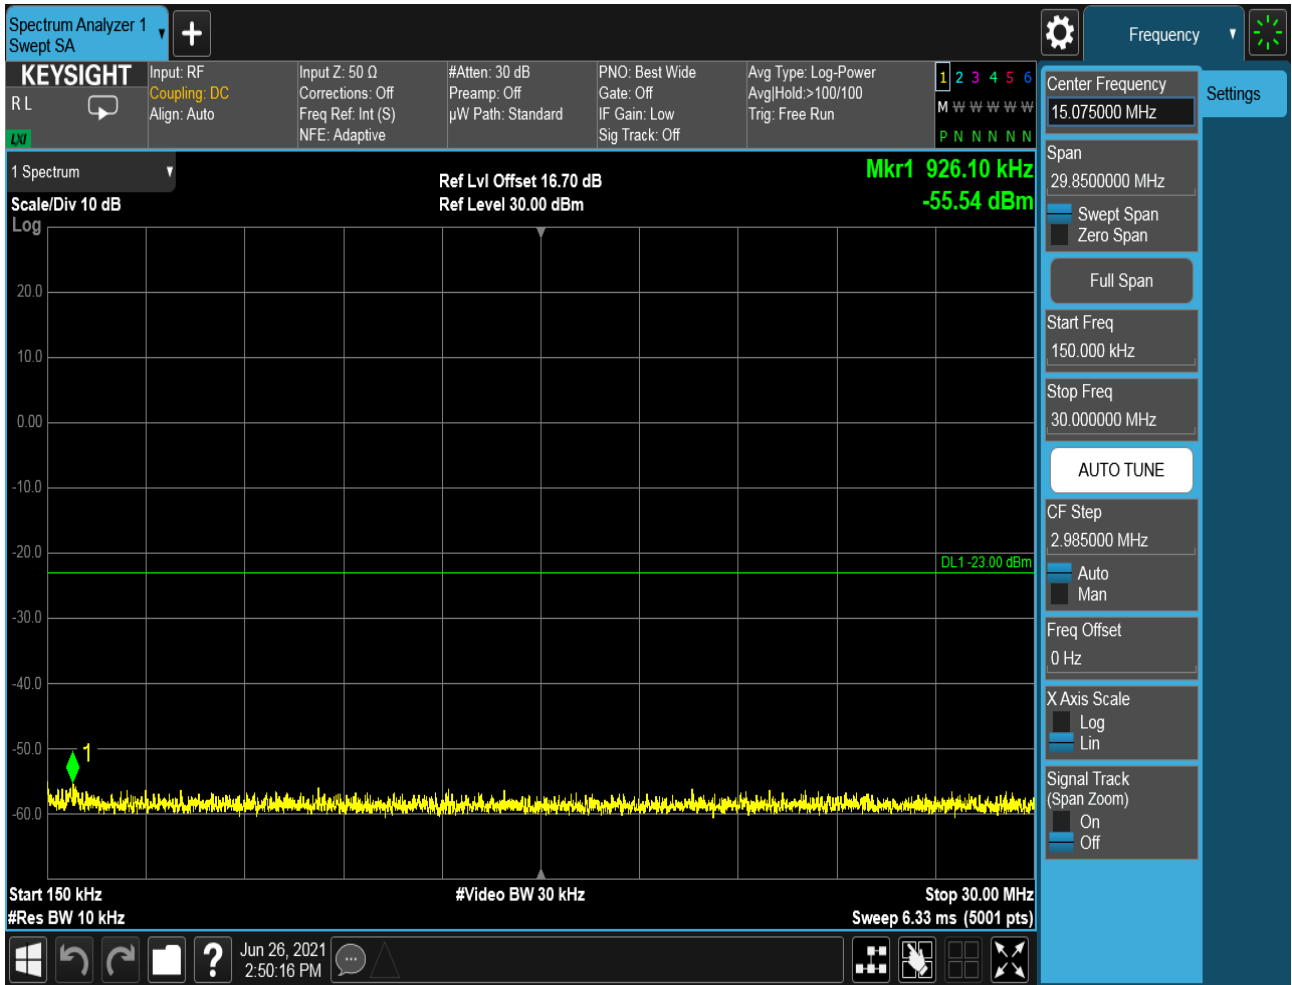 Spectrum Analyzer 1
Swept SA
Frequency
KEYSIGHT
R L
LXI
Input: RF
Coupling: DC
Align: Auto
Input Z: 50 Ω
Corrections: Off
Freq Ref: Int (S)
NFE: Adaptive
#Atten: 30 dB
Preamp: Off
µW Path: Standard
PNO: Best Wide
Gate: Off
IF Gain: Low
Sig Track: Off
Avg Type: Log-Power
Avg|Hold:>100/100
Trig: Free Run
1 2 3 4 5 6
M W W W W W
P N N N N N
1 Spectrum
Scale/Div 10 dB
Log
Ref Lvl Offset 16.70 dB
Ref Level 30.00 dBm
Mkr1 926.10 kHz
-55.54 dBm
20.0
10.0
0.00
-10.0
-20.0
DL1 -23.00 dBm
-30.0
-40.0
-50.0
1
-60.0
Start 150 kHz
#Video BW 30 kHz
Stop 30.00 MHz
#Res BW 10 kHz
Sweep 6.33 ms (5001 pts)
Jun 26, 2021
2:50:16 PM
?
Settings
Center Frequency
15.075000 MHz
Span
29.8500000 MHz
Swept Span
Zero Span
Full Span
Start Freq
150.000 kHz
Stop Freq
30.000000 MHz
AUTO TUNE
CF Step
2.985000 MHz
Auto
Man
Freq Offset
0 Hz
X Axis Scale
Log
Lin
Signal Track
(Span Zoom)
On
Off